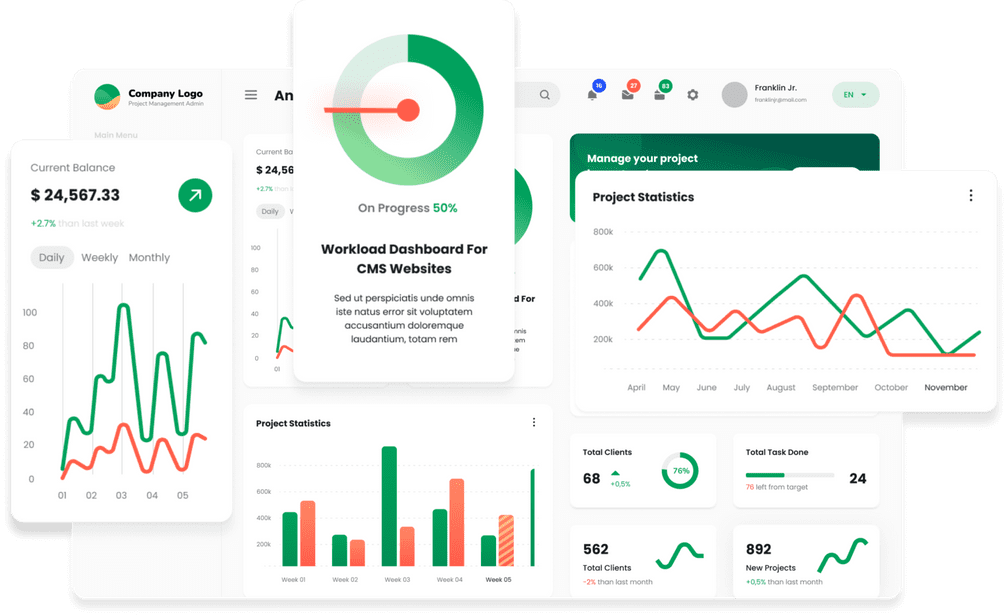 Company Logo
Project Management Admin
An
16
27
83
Franklin Jr.
franklinjr@mail.com
EN
Main Menu
Current Balance
$ 24,567.33
+2.7% than last week
Daily Weekly Monthly
100
80
60
40
20
0
01 02 03 04 05
Current Ba
$ 24,56
+2.7% than
Daily W
100
80
60
40
20
0
01
On Progress 50%
Workload Dashboard For
CMS Websites
Sed ut perspiciatis unde omnis
iste natus error sit voluptatem
accusantium doloremque
laudantium, totam rem
d For
nnis
tem
ue
Manage your project
Project Statistics
800k
600k
400k
200k
April May June July August September October November
Project Statistics
800k
600k
400k
200k
Week 01 Week 02 Week 03 Week 04 Week 05
Total Clients
68
+0,5%
76%
Total Task Done
24
76 left from target
562
Total Clients
-2% than last month
892
New Projects
+0,5% than last month